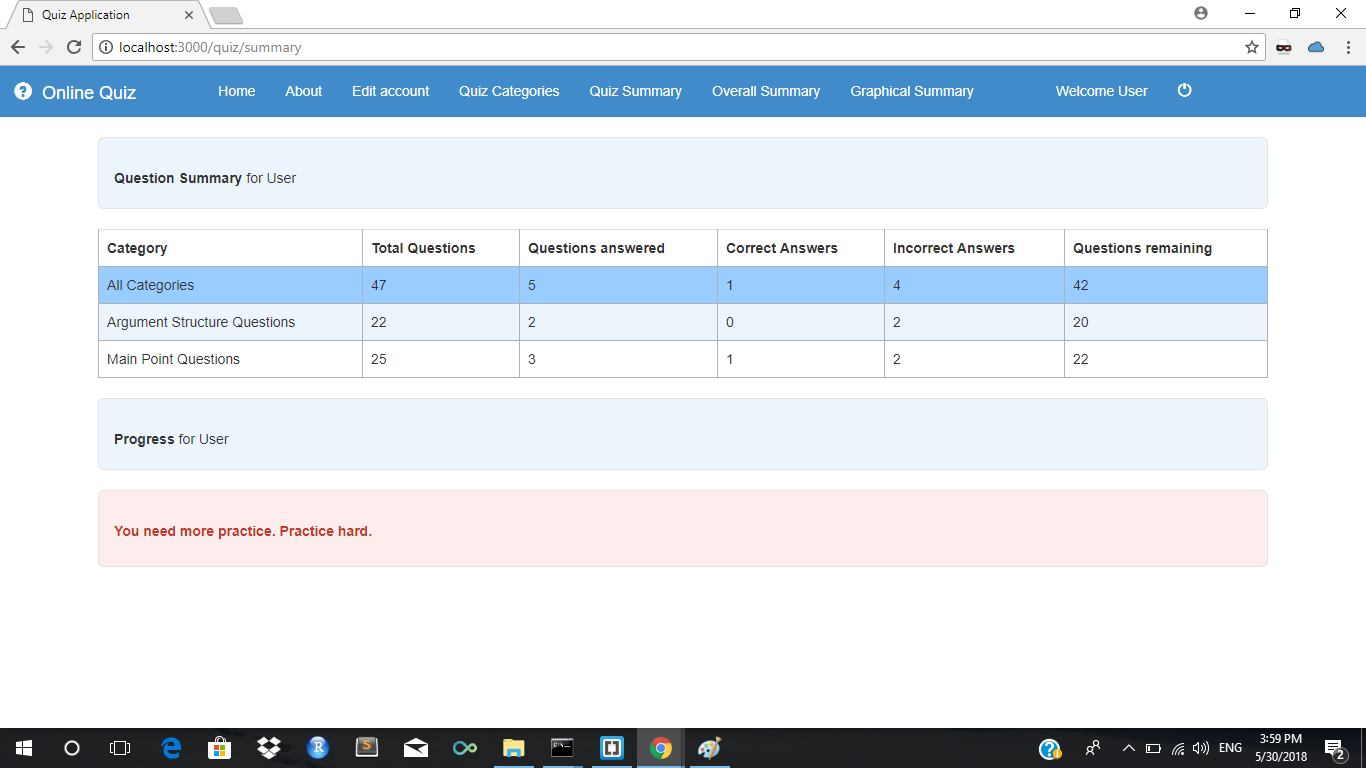 Quiz Application
localhost:3000/quiz/summary
Online Quiz Home About Edit account Quiz Categories Quiz Summary Overall Summary Graphical Summary Welcome User
Question Summary for User
Category Total Questions Questions answered Correct Answers Incorrect Answers Questions remaining
All Categories 47 5 1 4 42
Argument Structure Questions 22 2 0 2 20
Main Point Questions 25 3 1 2 22
Progress for User
You need more practice. Practice hard.
ENG
3:59 PM
5/30/2018
2